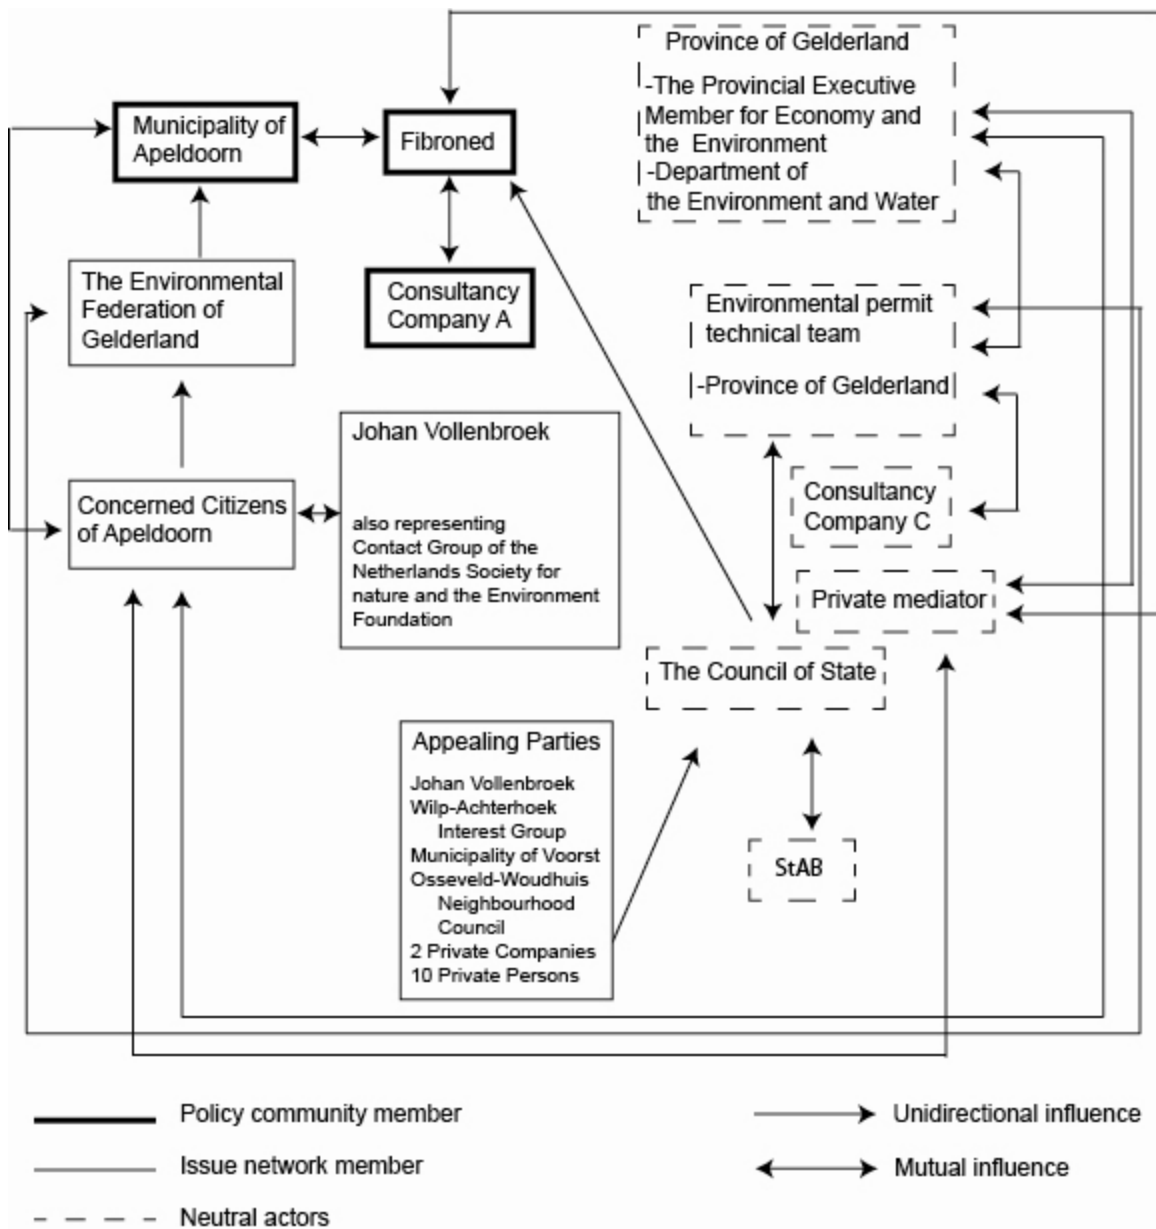 Province of Gelderland
-The Provincial Executive
Member for Economy and
the Environment
-Department of
the Environment and Water
Municipality of
Apeldoorn
Fibroned
The Environmental
Federation of
Gelderland
Consultancy
Company A
Environmental permit
technical team
-Province of Gelderland
Johan Vollenbroek
also representing
Contact Group of the
Netherlands Society for
nature and the Environment
Foundation
Concerned Citizens
of Apeldoorn
Consultancy
Company C
Private mediator
The Council of State
Appealing Parties
Johan Vollenbroek
Wilp-Achterhoek
Interest Group
Municipality of Voorst
Osseveld-Woudhuis
Neighbourhood
Council
2 Private Companies
10 Private Persons
StAB
Policy community member
Issue network member
Neutral actors
Unidirectional influence
Mutual influence